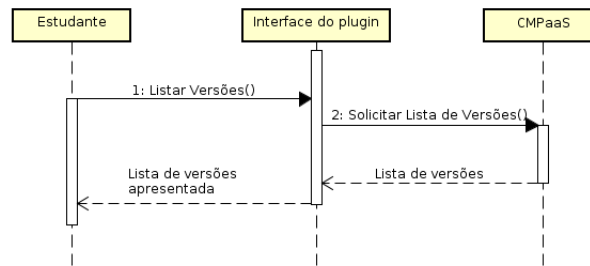 Estudante
Interface do plugin
CMPaaS
1: Listar Versões()
2: Solicitar Lista de Versões()
Lista de versões
apresentada
Lista de versões